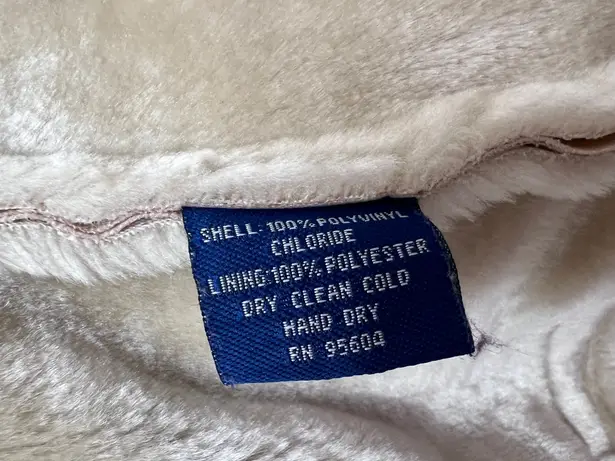 SHELL:100% POLYVINYL
CHLORIDE
LINING:100% POLYESTER
DRY CLEAN COLD
HAND DRY
RN 95604